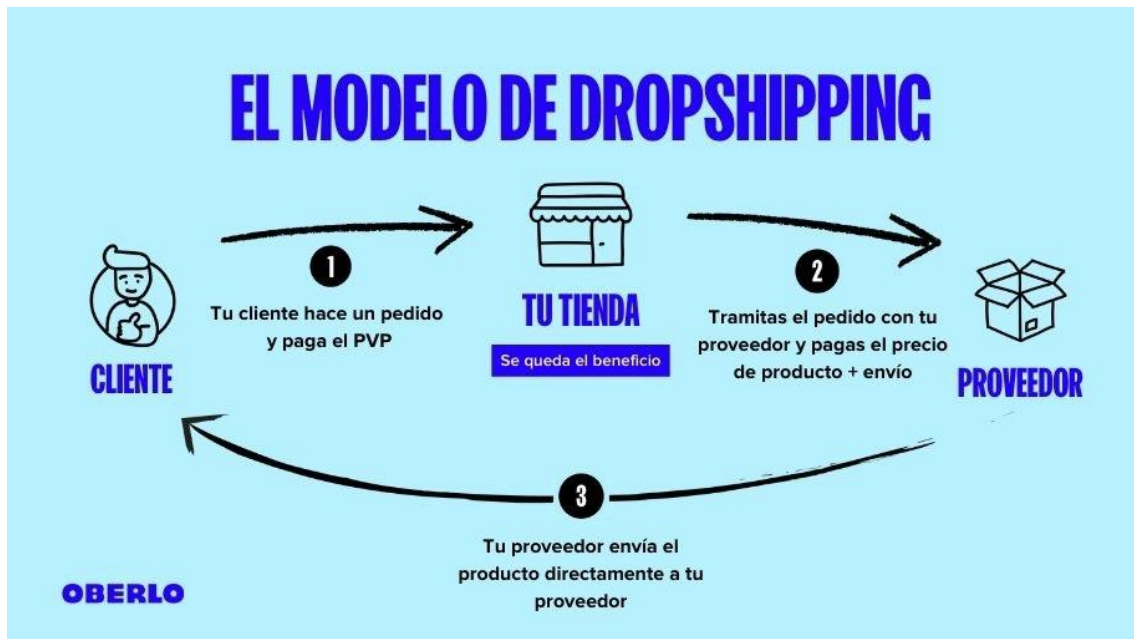 EL MODELO DE DROPSHIPPING
1
Tu cliente hace un pedido
y paga el PVP
CLIENTE
TU TIENDA
Se queda el beneficio
2
Tramitas el pedido con tu
proveedor y pagas el precio
de producto + envío
PROVEEDOR
3
Tu proveedor envía el
producto directamente a tu
proveedor
OBERLO